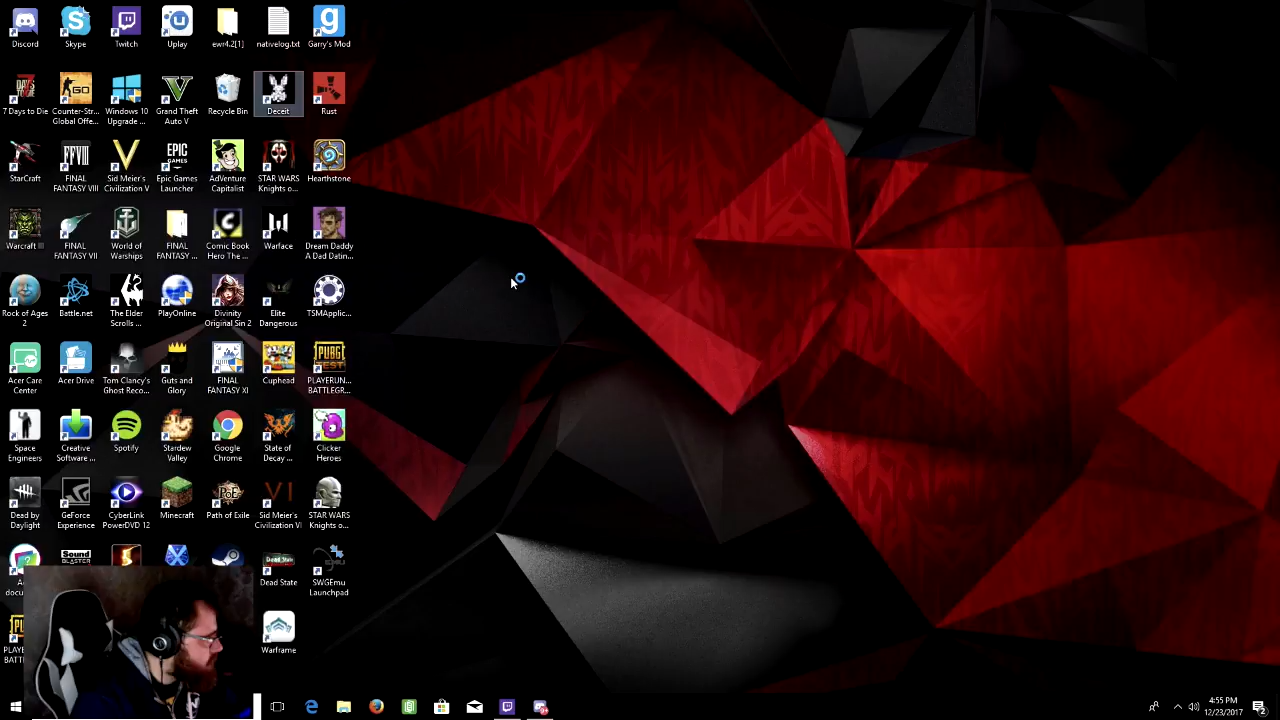 Discord
Skype
Twitch
Uplay
ewr4.2[1]
nativelog.txt
Garry's Mod
7 Days to Die
Counter-Str...
Global Offe...
Windows 10
Upgrade ...
Grand Theft
Auto V
Recycle Bin
Deceit
Rust
StarCraft
FINAL
FANTASY VIII
Sid Meier's
Civilization V
Epic Games
Launcher
AdVenture
Capitalist
STAR WARS
Knights o...
Hearthstone
Warcraft III
FINAL
FANTASY VII
World of
Warships
FINAL
FANTASY ...
Comic Book
Hero The ...
Warface
Dream Daddy
A Dad Datin...
Rock of Ages
2
Battle.net
The Elder
Scrolls ...
PlayOnline
Divinity
Original Sin 2
Elite
Dangerous
TSMApplic...
Acer Care
Center
Acer Drive
Tom Clancy's
Ghost Reco...
Guts and
Glory
FINAL
FANTASY XI
Cuphead
PLAYERUN...
BATTLEGR...
Space
Engineers
Creative
Software ...
Spotify
Stardew
Valley
Google
Chrome
State of
Decay ...
Clicker
Heroes
Dead by
Daylight
GeForce
Experience
CyberLink
PowerDVD 12
Minecraft
Path of Exile
Sid Meier's
Civilization VI
STAR WARS
Knights o...
Dead State
SWGEmu
Launchpad
Warframe
4:55 PM
12/23/2017